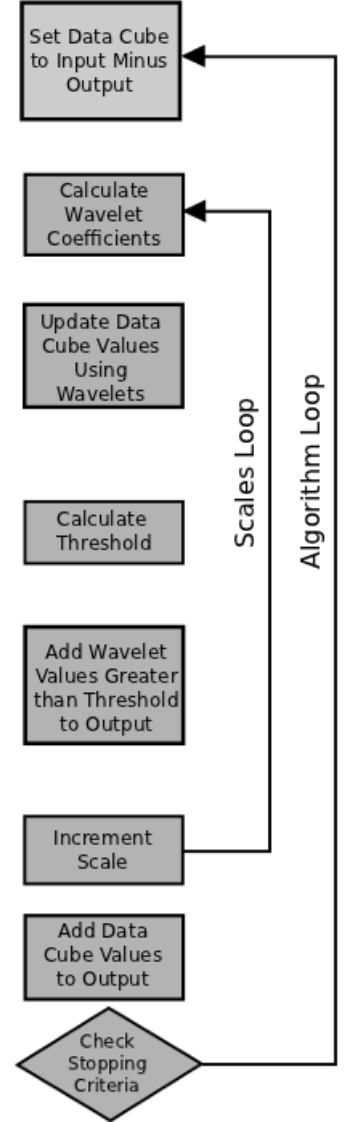 Set Data Cube
to Input Minus
Output
Calculate
Wavelet
Coefficients
Update Data
Cube Values
Using
Wavelets
Calculate
Threshold
Add Wavelet
Values Greater
than Threshold
to Output
Increment
Scale
Add Data
Cube Values
to Output
Check
Stopping
Criteria
Scales Loop
Algorithm Loop